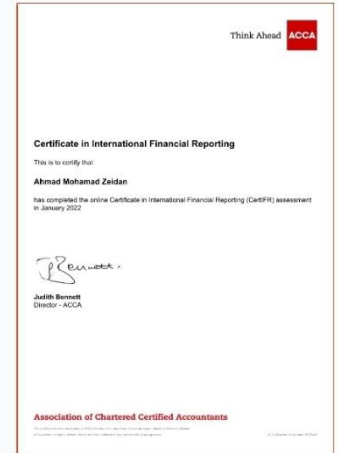 Think Ahead ACCA
Certificate in International Financial Reporting
This is to certify that
Ahmad Mohamad Zeidan
has completed the online Certificate in International Financial Reporting (CertIFR) assessment
in January 2022
JBennett.
Judith Bennett
Director - ACCA
Association of Chartered Certified Accountants